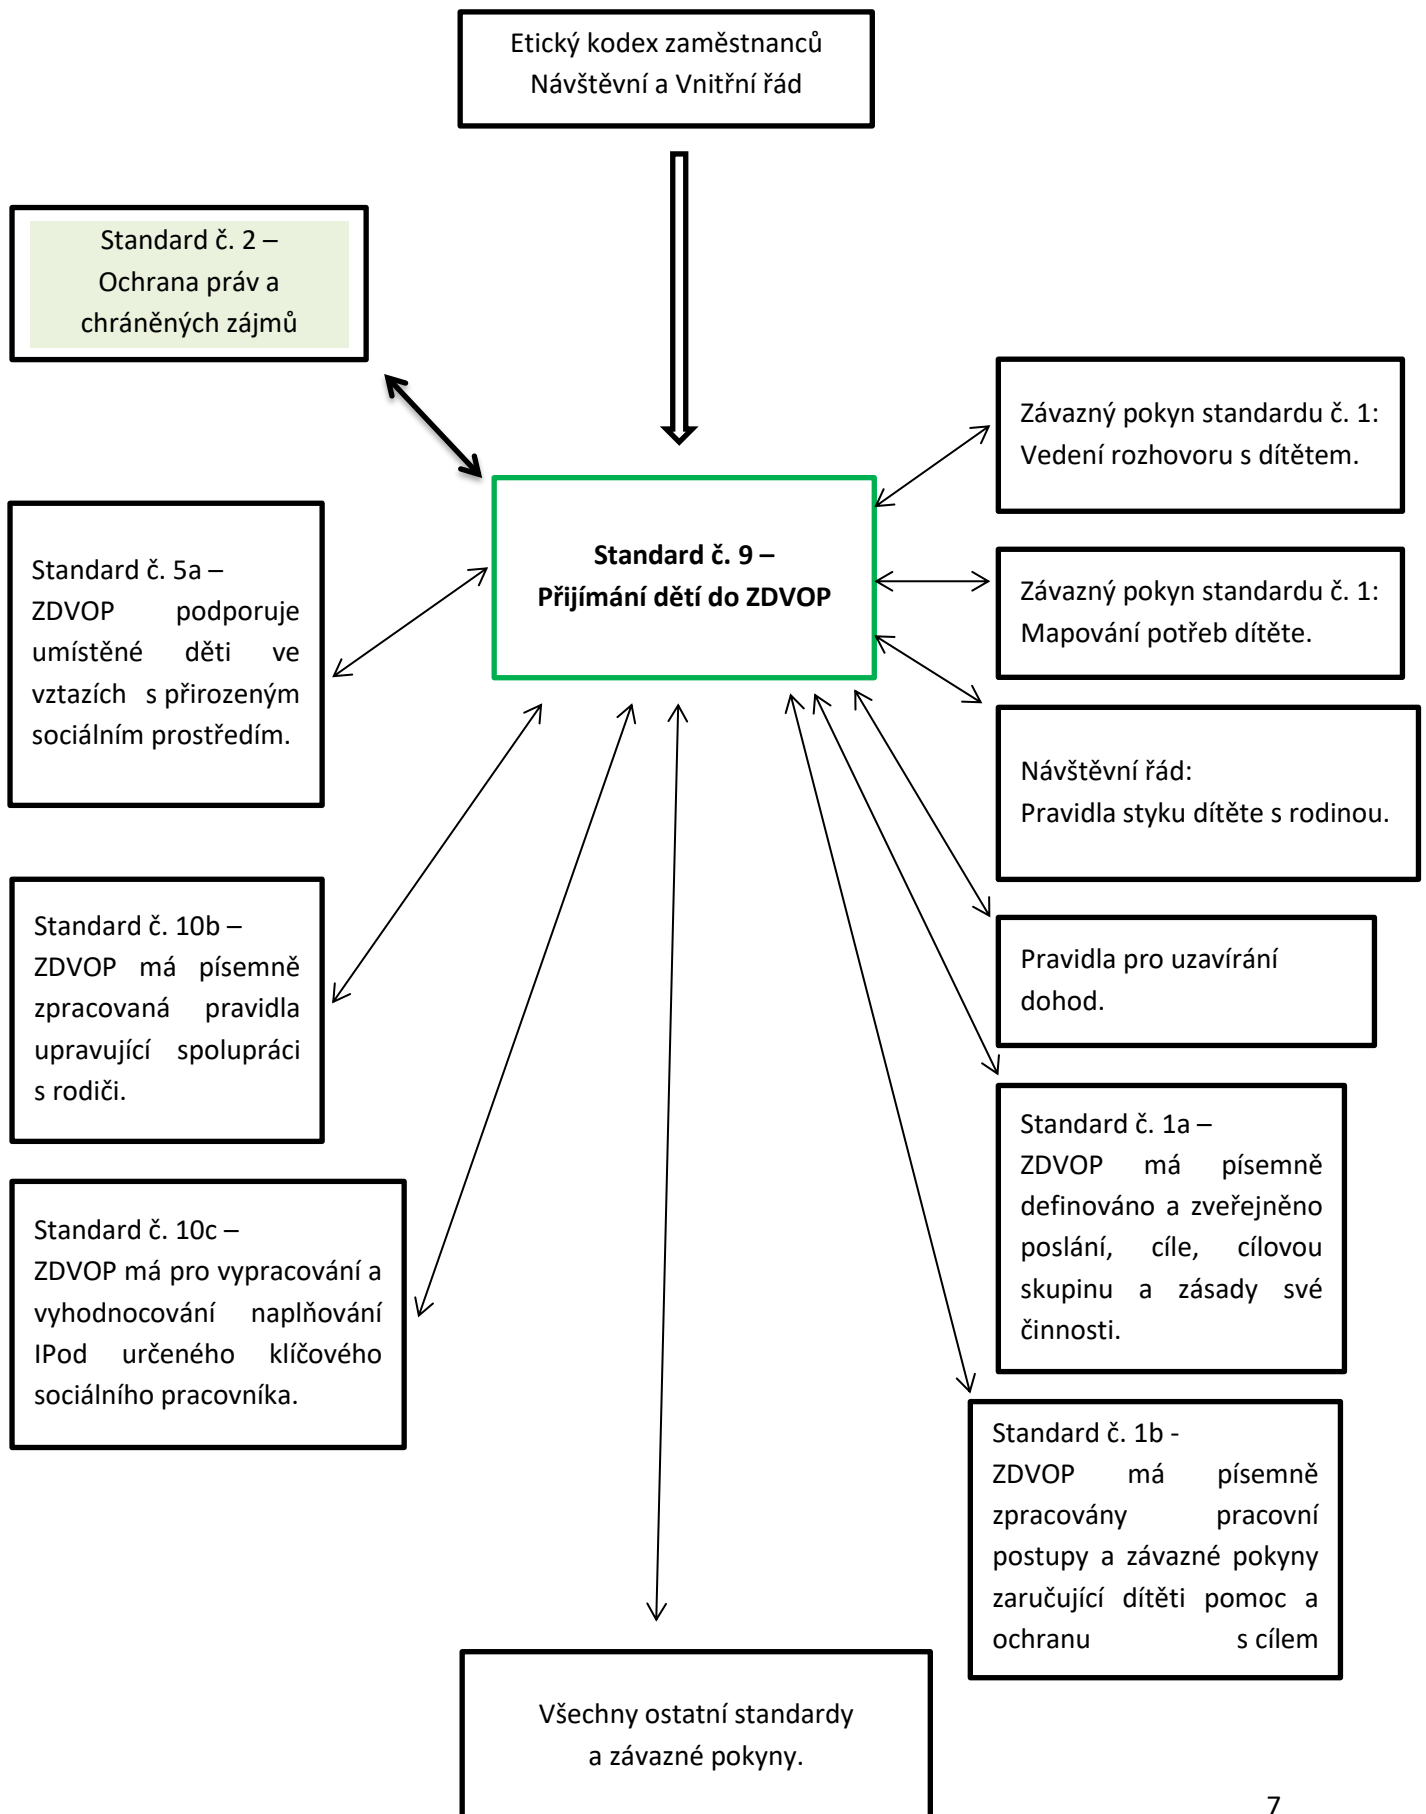 Etický kodex zaměstnanců
Návštěvní a Vnitřní řád
Standard č. 2 –
Ochrana práv a
chráněných zájmů
Závazný pokyn standardu č. 1:
Vedení rozhovoru s dítětem.
Standard č. 9 –
Přijímání dětí do ZDVOP
Standard č. 5a –
ZDVOP podporuje
umístěné děti ve
vztazích s přirozeným
sociálním prostředím.
Závazný pokyn standardu č. 1:
Mapování potřeb dítěte.
Návštěvní řád:
Pravidla styku dítěte s rodinou.
Standard č. 10b –
ZDVOP má písemně
zpracovaná pravidla
upravující spolupráci
s rodiči.
Pravidla pro uzavírání
dohod.
Standard č. 1a –
ZDVOP má písemně
definováno a zveřejněno
poslání, cíle, cílovou
skupinu a zásady své
činnosti.
Standard č. 10c –
ZDVOP má pro vypracování a
vyhodnocování naplňování
IPod určeného klíčového
sociálního pracovníka.
Standard č. 1b -
ZDVOP má písemně
zpracovány pracovní
postupy a závazné pokyny
zaručující dítěti pomoc a
ochranu s cílem
Všechny ostatní standardy
a závazné pokyny.
7